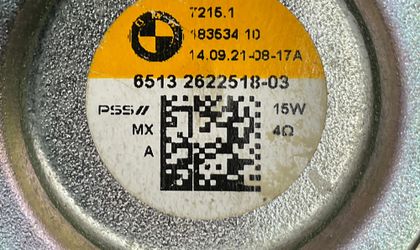 7215.1
183534 10
14.09.21-08-17A
6513 2622518-03
PSS//
15W
MX
4Ω
A